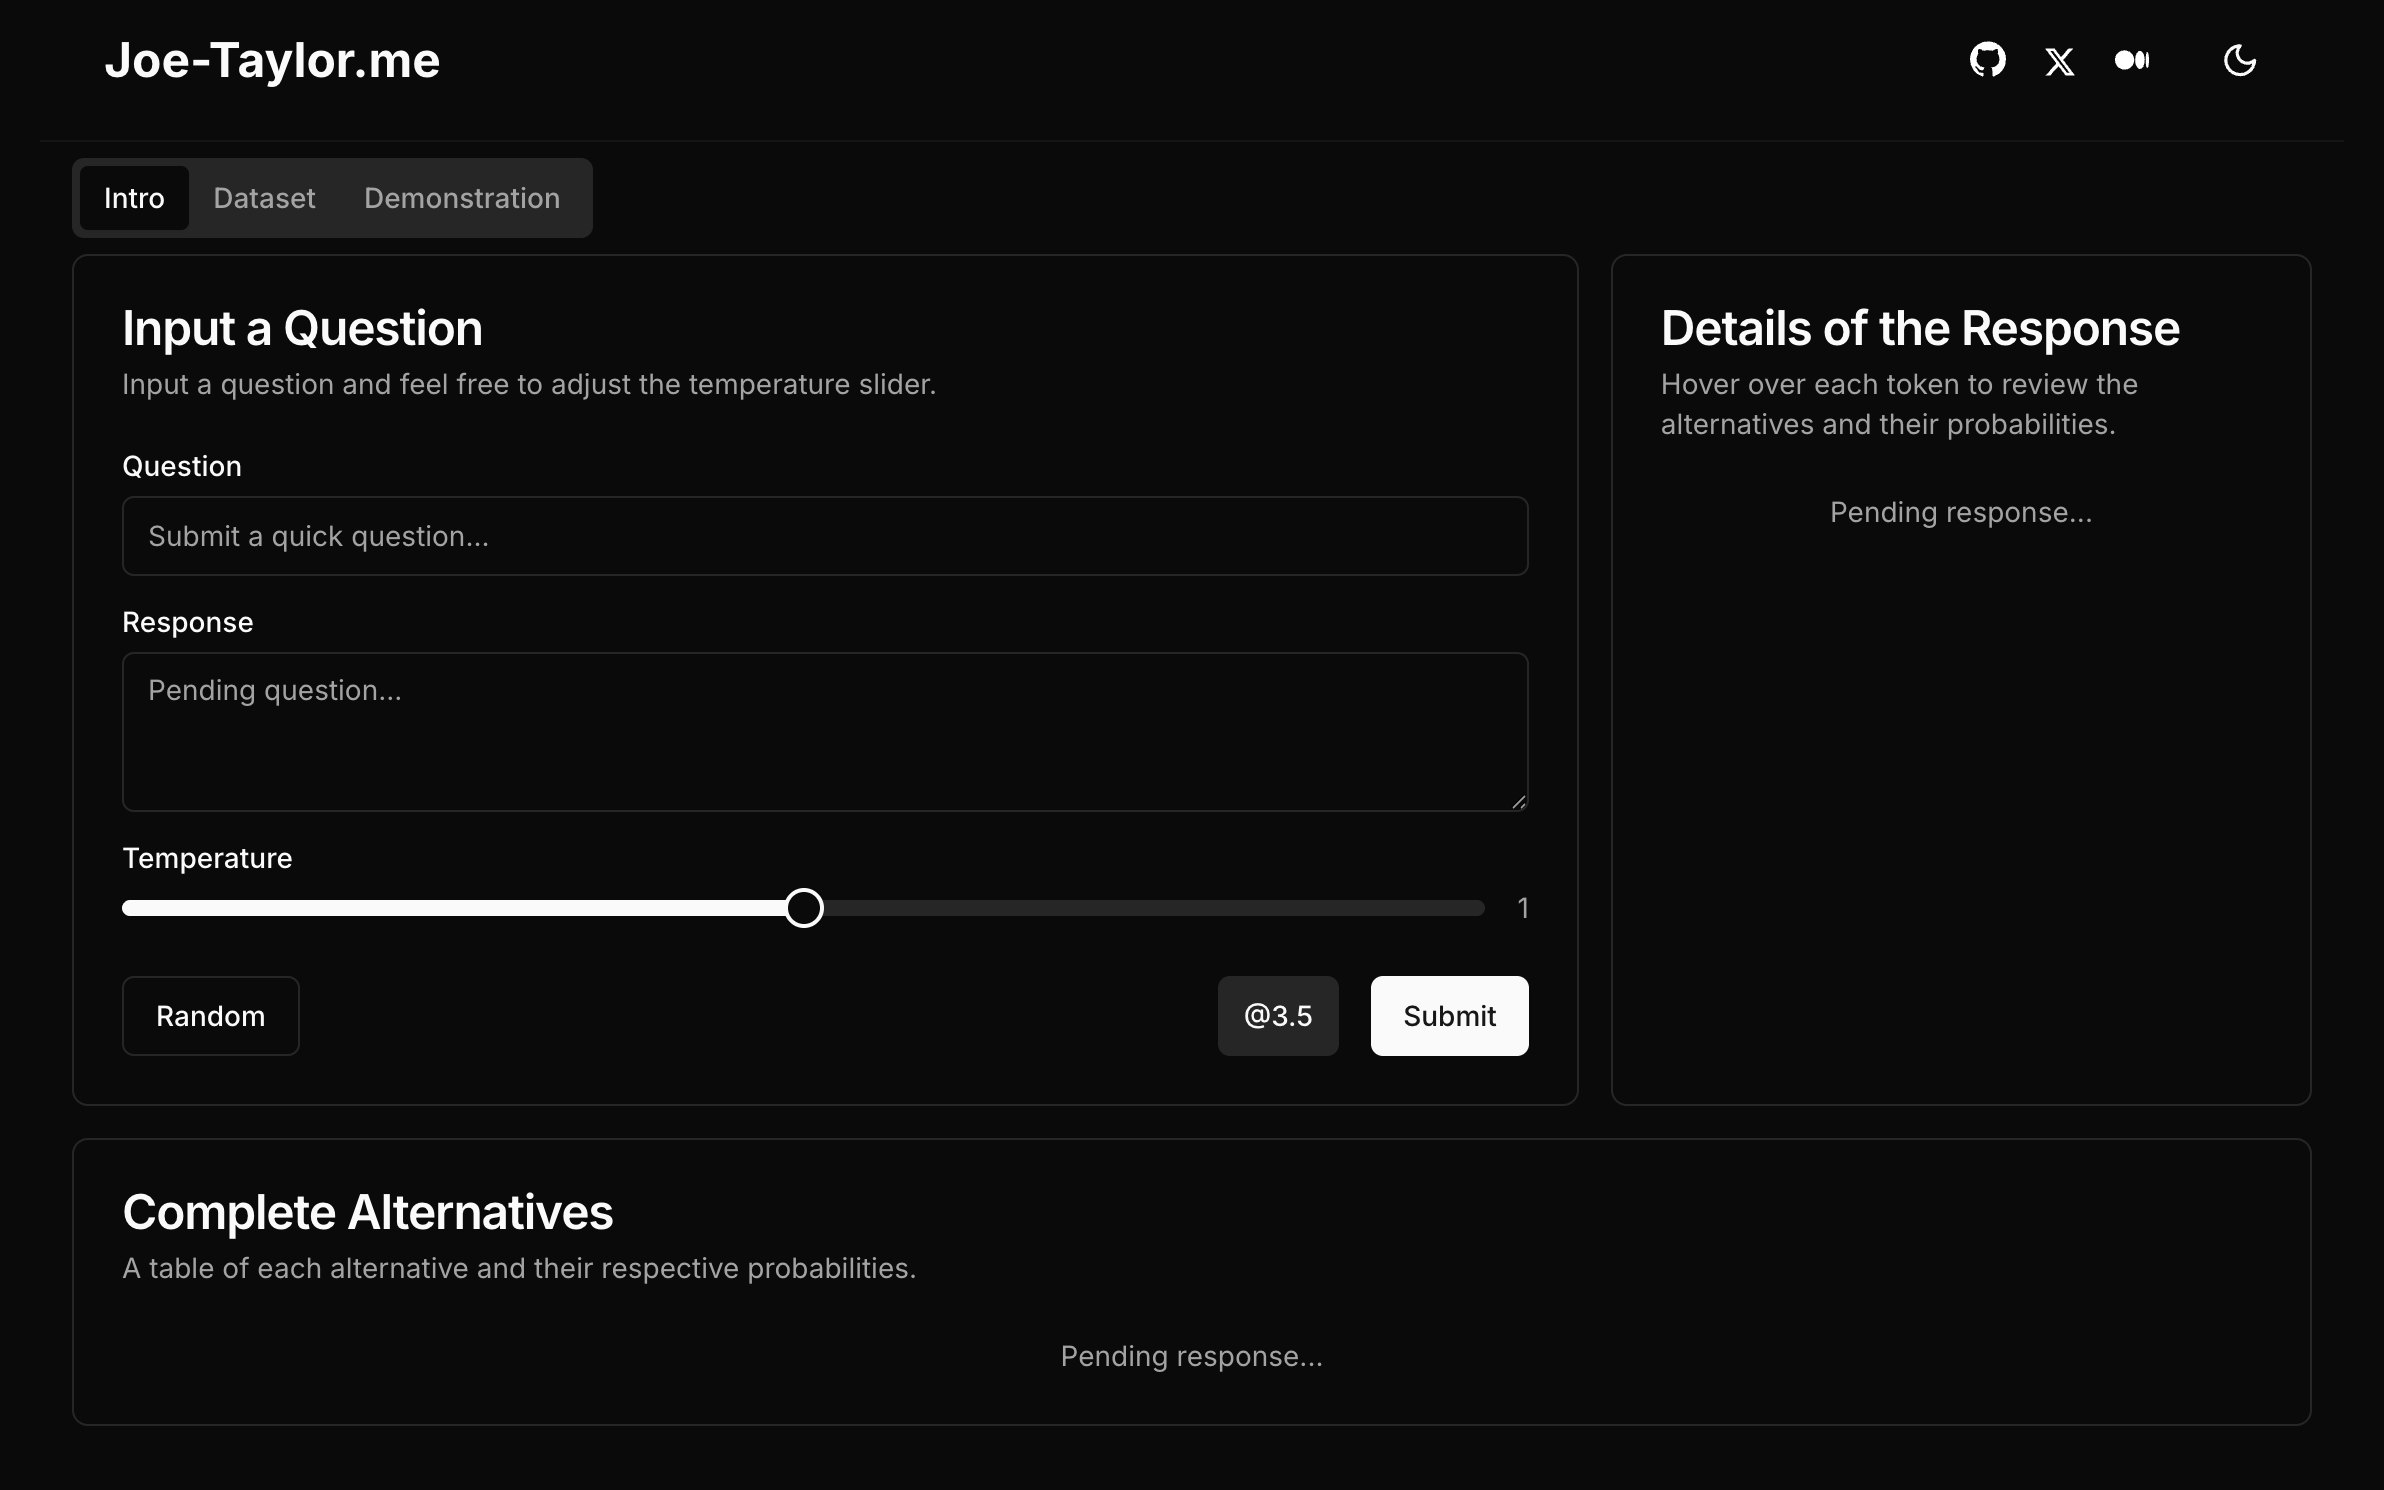 Joe-Taylor.me
Intro
Dataset
Demonstration
Input a Question
Input a question and feel free to adjust the temperature slider.
Question
Submit a quick question...
Response
Pending question...
Temperature
1
Random
@3.5
Submit
Details of the Response
Hover over each token to review the
alternatives and their probabilities.
Pending response...
Complete Alternatives
A table of each alternative and their respective probabilities.
Pending response...